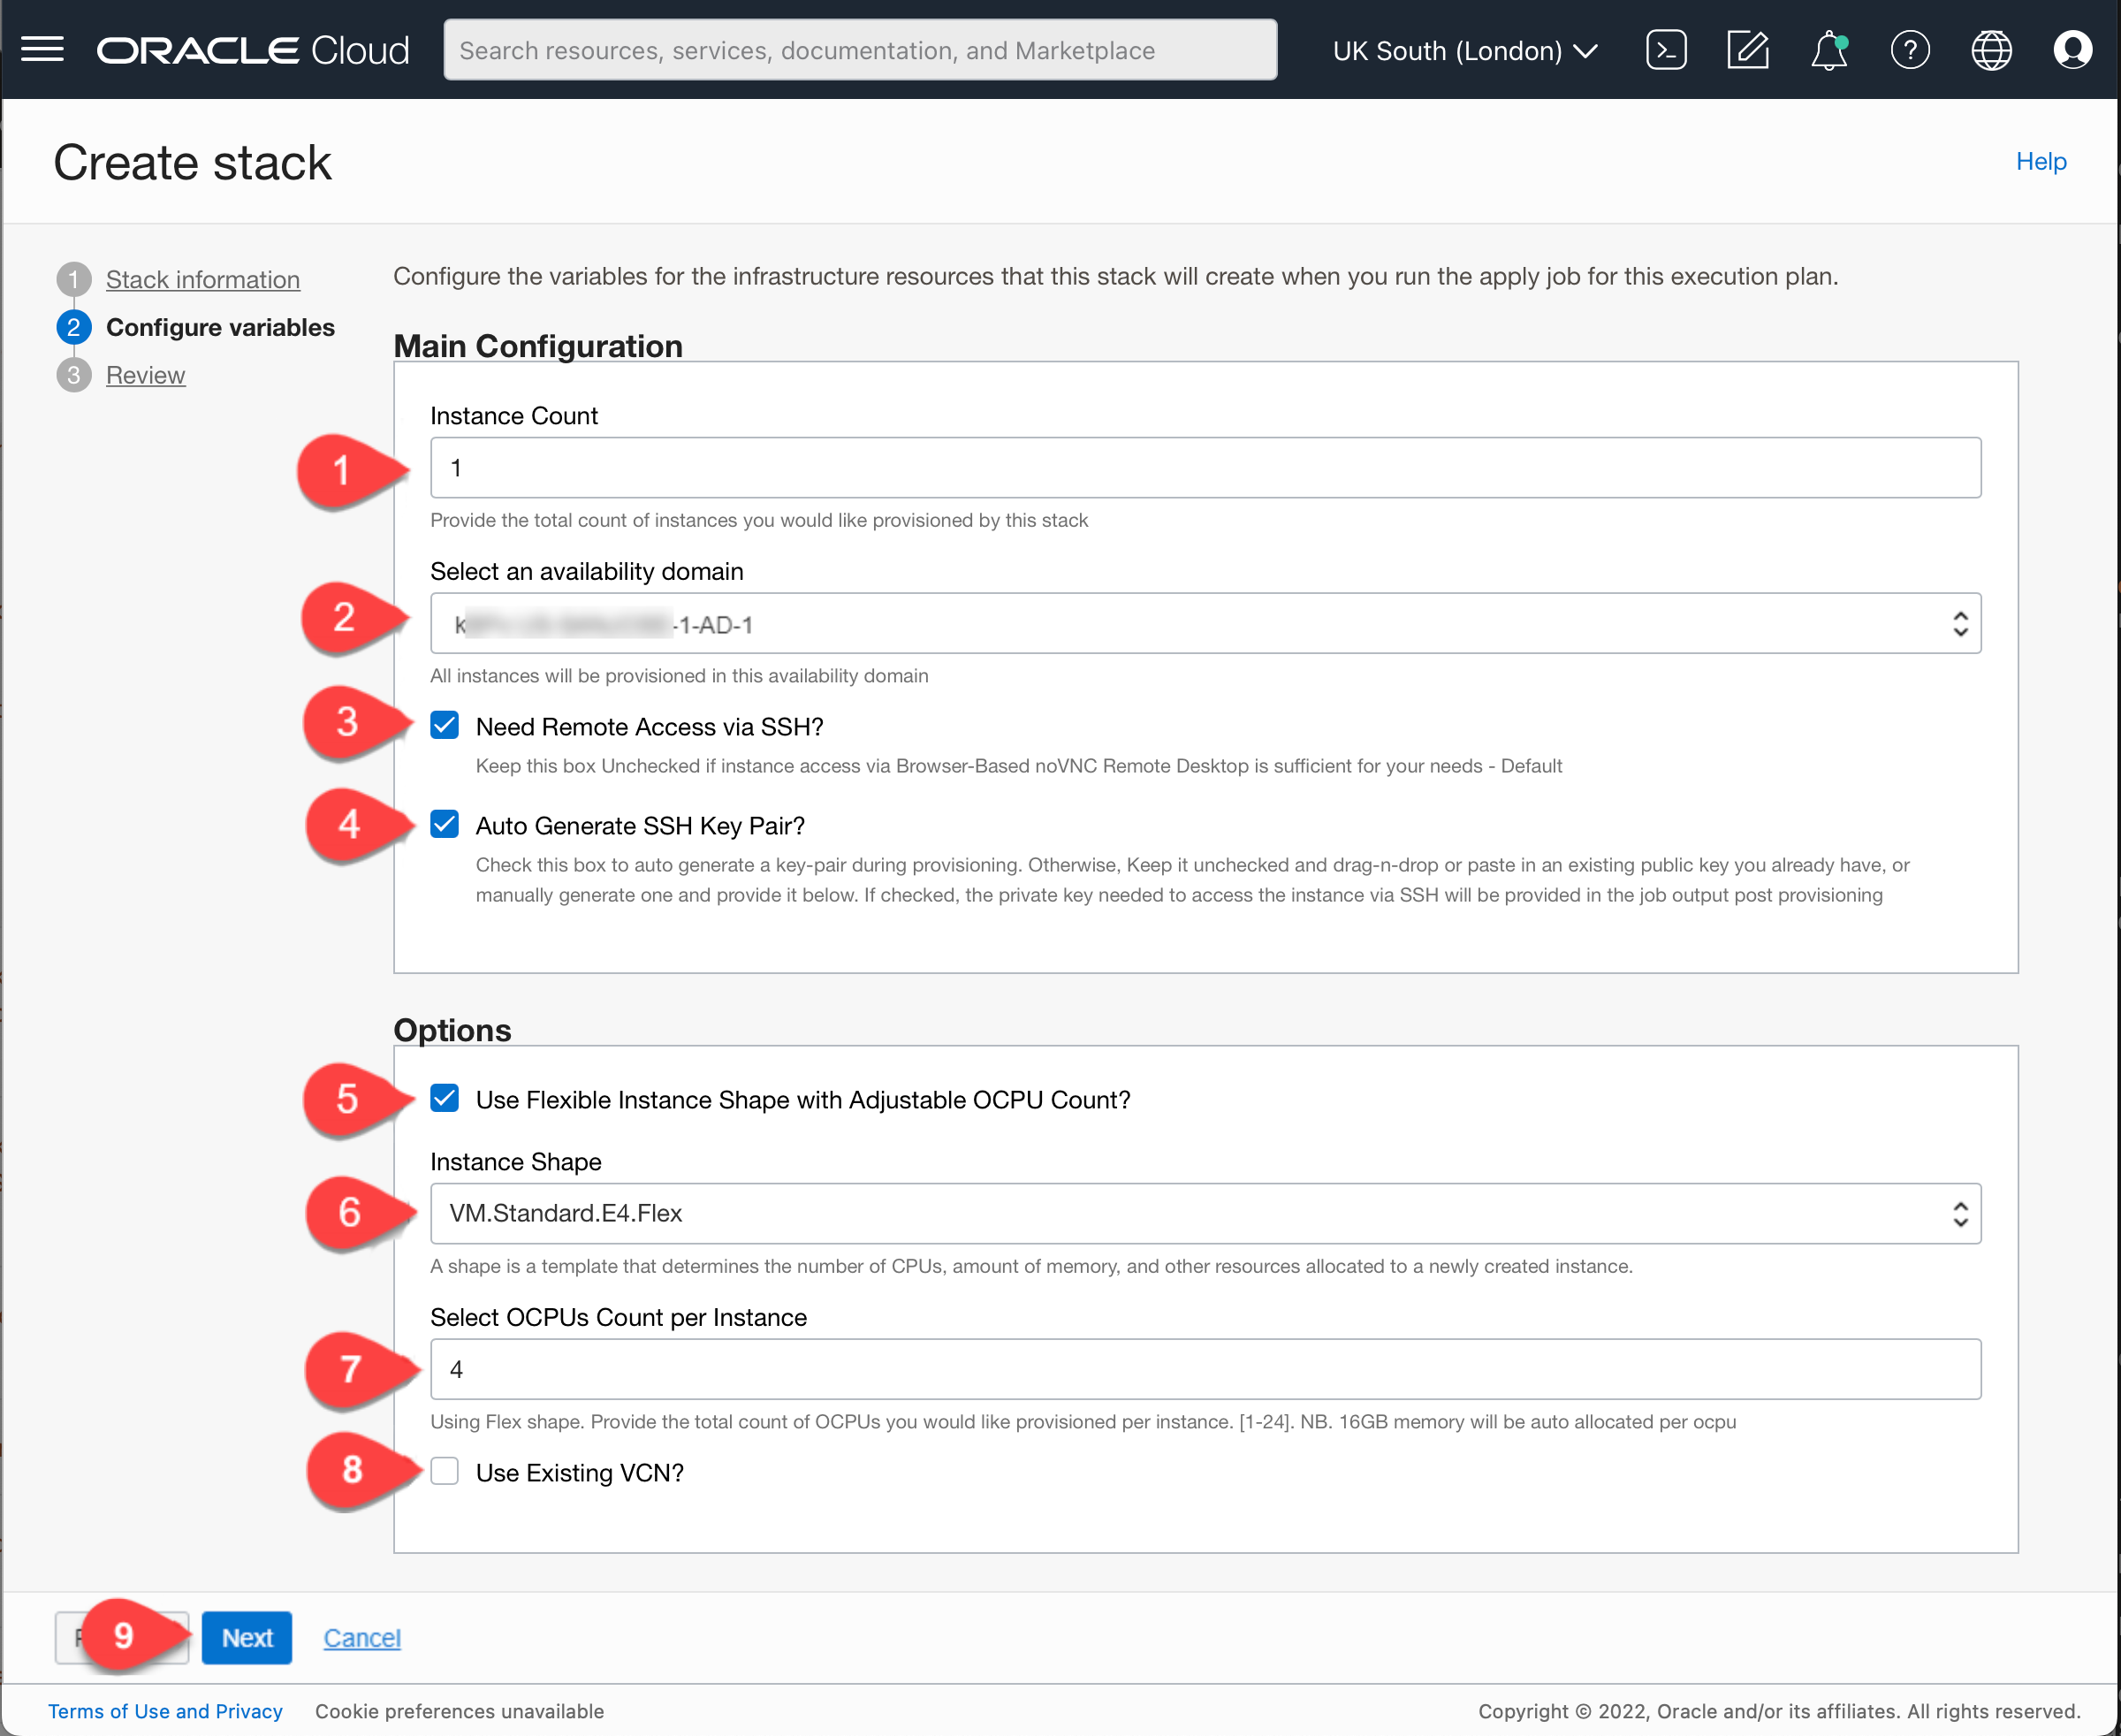 ORACLE Cloud
Search resources, services, documentation, and Marketplace
UK South (London)
Create stack
Help
1 Stack information
2 Configure variables
3 Review
Configure the variables for the infrastructure resources that this stack will create when you run the apply job for this execution plan.
Main Configuration
Instance Count
1
1
Provide the total count of instances you would like provisioned by this stack
Select an availability domain
2
-1-AD-1
All instances will be provisioned in this availability domain
3
Need Remote Access via SSH?
Keep this box Unchecked if instance access via Browser-Based noVNC Remote Desktop is sufficient for your needs - Default
4
Auto Generate SSH Key Pair?
Check this box to auto generate a key-pair during provisioning. Otherwise, Keep it unchecked and drag-n-drop or paste in an existing public key you already have, or
manually generate one and provide it below. If checked, the private key needed to access the instance via SSH will be provided in the job output post provisioning
Options
5
Use Flexible Instance Shape with Adjustable OCPU Count?
Instance Shape
6
VM.Standard.E4.Flex
A shape is a template that determines the number of CPUs, amount of memory, and other resources allocated to a newly created instance.
Select OCPUs Count per Instance
7
4
Using Flex shape. Provide the total count of OCPUs you would like provisioned per instance. [1-24]. NB. 16GB memory will be auto allocated per ocpu
8
Use Existing VCN?
9
Next
Cancel
Terms of Use and Privacy
Cookie preferences unavailable
Copyright © 2022, Oracle and/or its affiliates. All rights reserved.